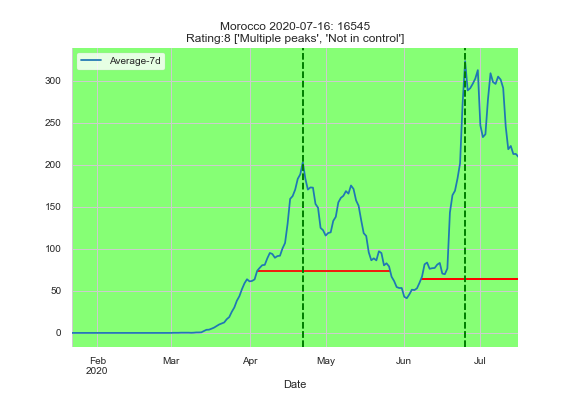 Morocco 2020-07-16: 16545
Rating:8 ['Multiple peaks', 'Not in control']
Average-7d
300
250
200
150
100
50
0
Feb
2020
Mar
Apr
May
Jun
Jul
Date